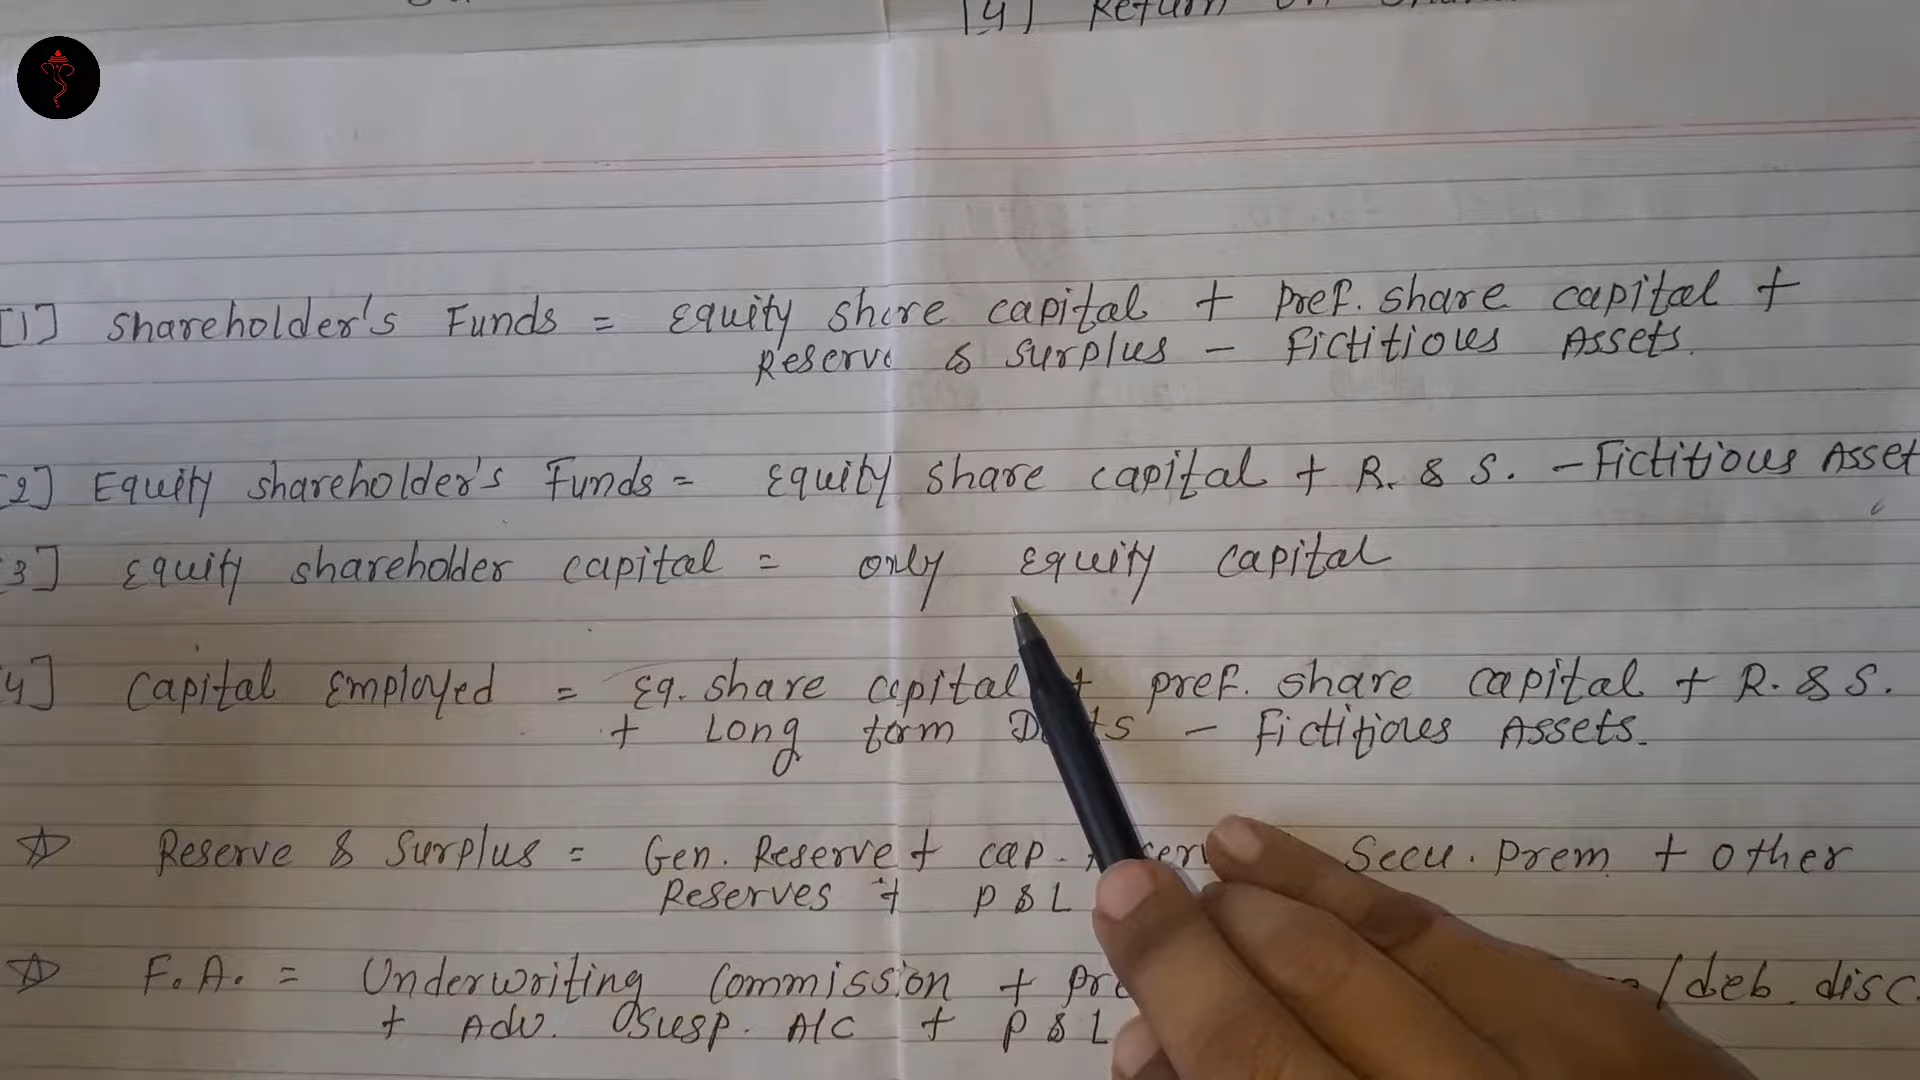 [4] Return on
[1] Shareholder's Funds = Equity share capital + Pref. share capital +
Reserve & Surplus - Fictitious Assets.
[2] Equity shareholder's Funds = Equity share capital + R. & S. - Fictitious Asset
[3] Equity shareholder capital = only Equity capital
4] Capital Employed = Eq. share capital + pref. share capital + R. & S.
+ Long term - Fictitious Assets.
☆ Reserve & Surplus = Gen. Reserve + cap. Secu. Prem + other
Reserves + P & L
☆ F.A. = Underwriting Commission + /deb. disc.
+ Adv. Susp. A/C + P & L